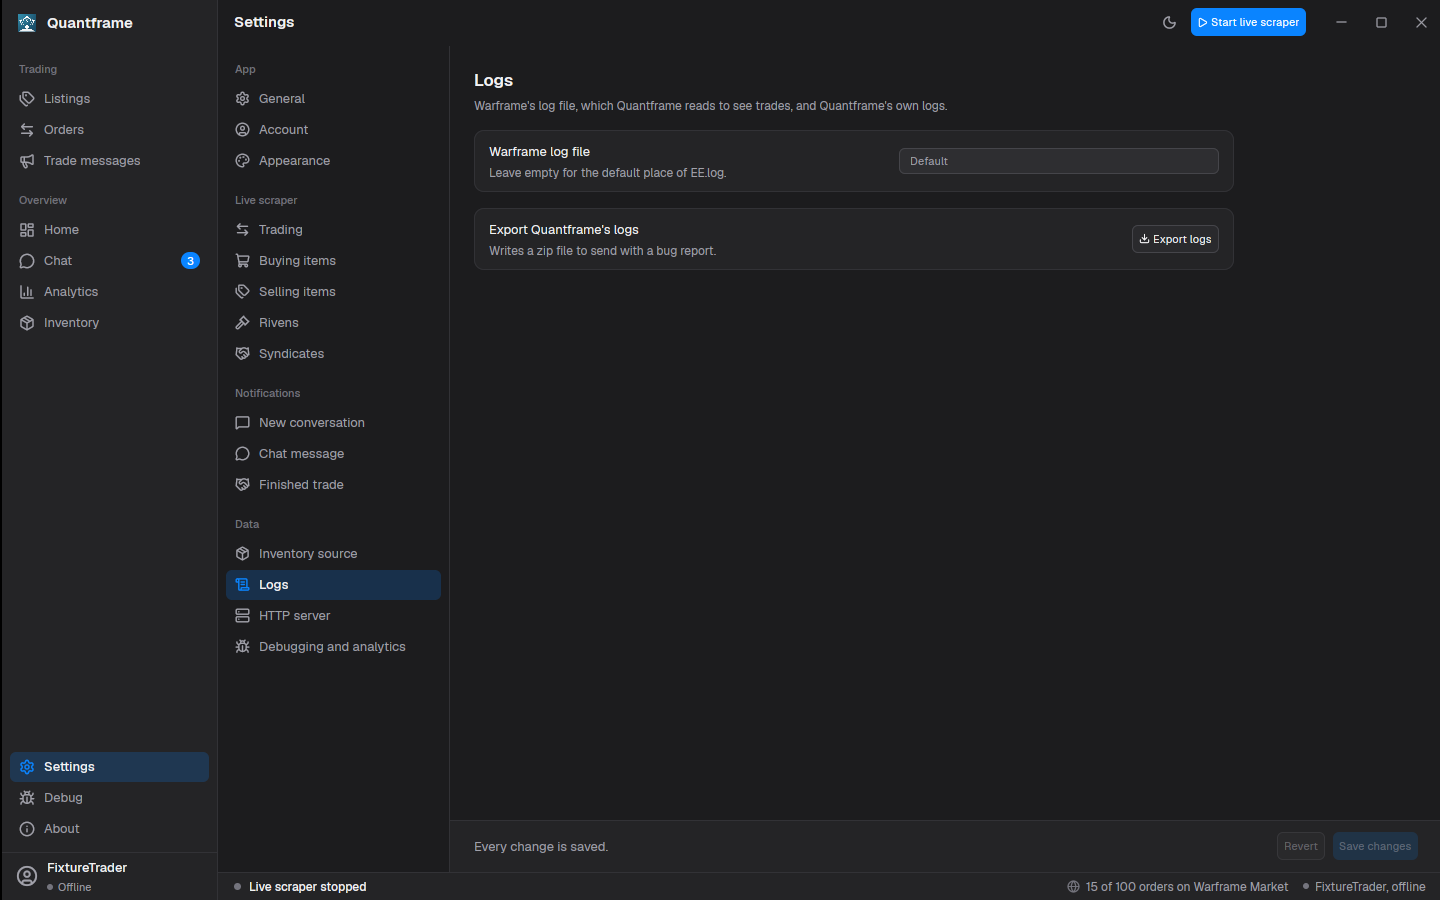 Quantframe
Settings
Start live scraper
Trading
Listings
Orders
Trade messages
Overview
Home
Chat
3
Analytics
Inventory
Settings
Debug
About
FixtureTrader
Offline
App
General
Account
Appearance
Live scraper
Trading
Buying items
Selling items
Rivens
Syndicates
Notifications
New conversation
Chat message
Finished trade
Data
Inventory source
Logs
HTTP server
Debugging and analytics
Logs
Warframe's log file, which Quantframe reads to see trades, and Quantframe's own logs.
Warframe log file
Leave empty for the default place of EE.log.
Default
Export Quantframe's logs
Writes a zip file to send with a bug report.
Export logs
Every change is saved.
Revert
Save changes
Live scraper stopped
15 of 100 orders on Warframe Market
FixtureTrader, offline